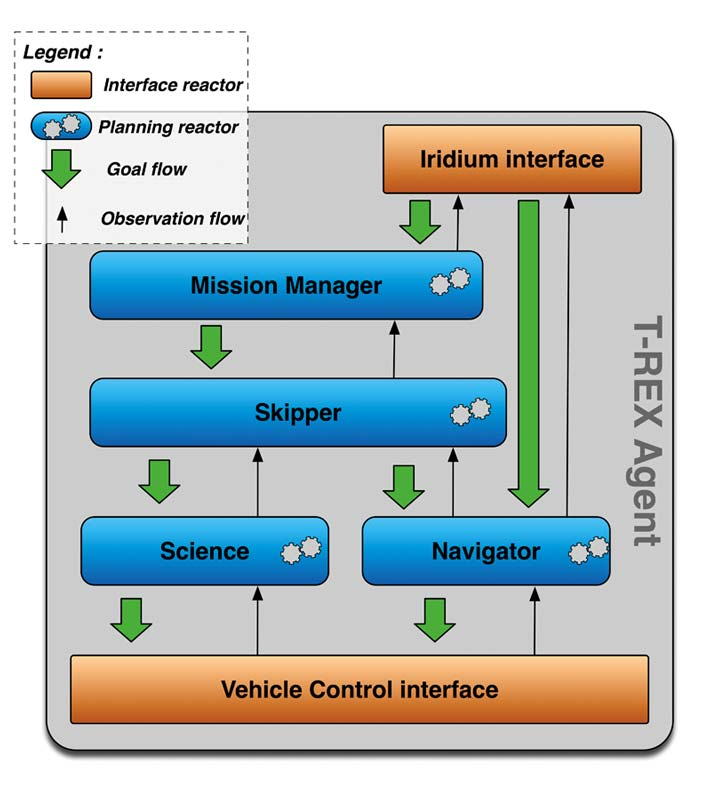 Legend :
Interface reactor
Planning reactor
Goal flow
Observation flow
Iridium interface
Mission Manager
Skipper
T-REX Agent
Science
Navigator
Vehicle Control interface